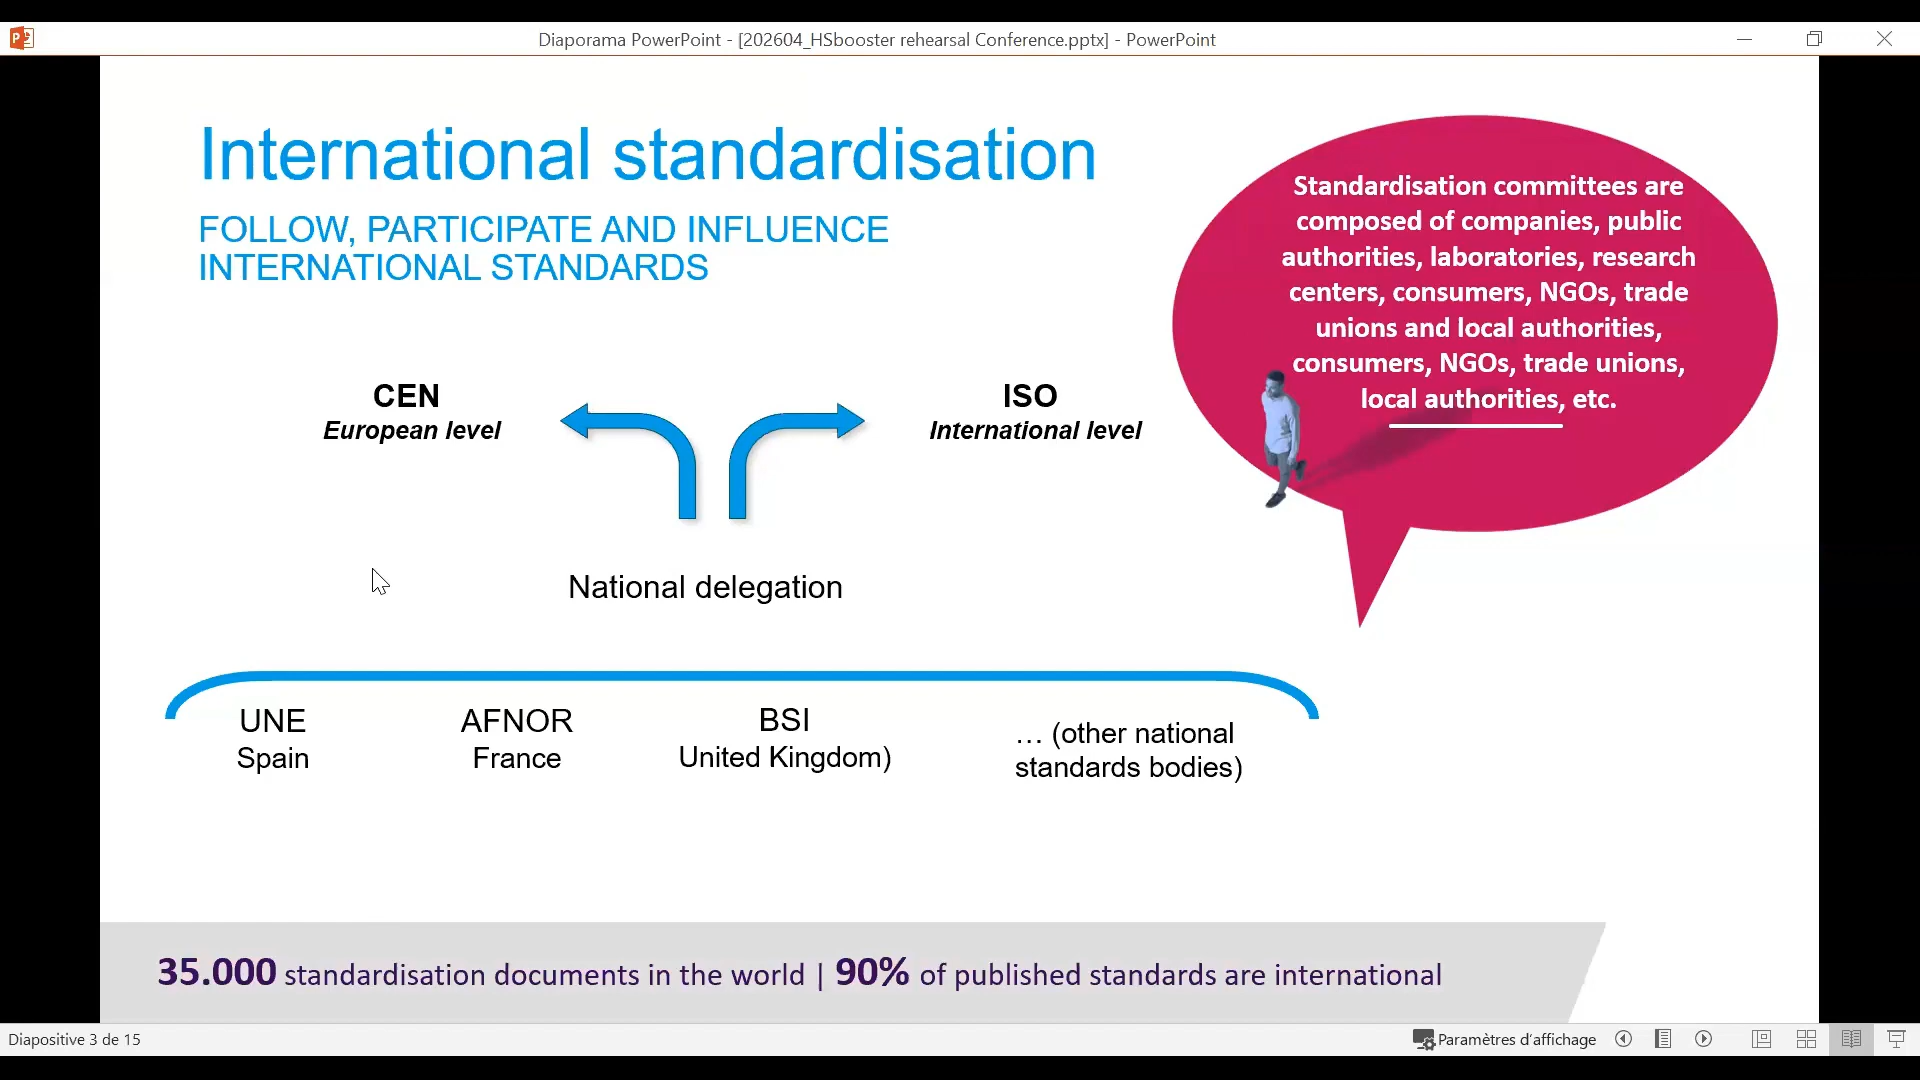 Diaporama PowerPoint - [202604_HSbooster rehearsal Conference.pptx] - PowerPoint
International standardisation
FOLLOW, PARTICIPATE AND INFLUENCE
INTERNATIONAL STANDARDS
Standardisation committees are
composed of companies, public
authorities, laboratories, research
centers, consumers, NGOs, trade
unions and local authorities,
consumers, NGOs, trade unions,
local authorities, etc.
CEN
European level
ISO
International level
National delegation
UNE
Spain
AFNOR
France
BSI
United Kingdom)
... (other national
standards bodies)
35.000 standardisation documents in the world | 90% of published standards are international
Diapositive 3 de 15
Paramètres d'affichage